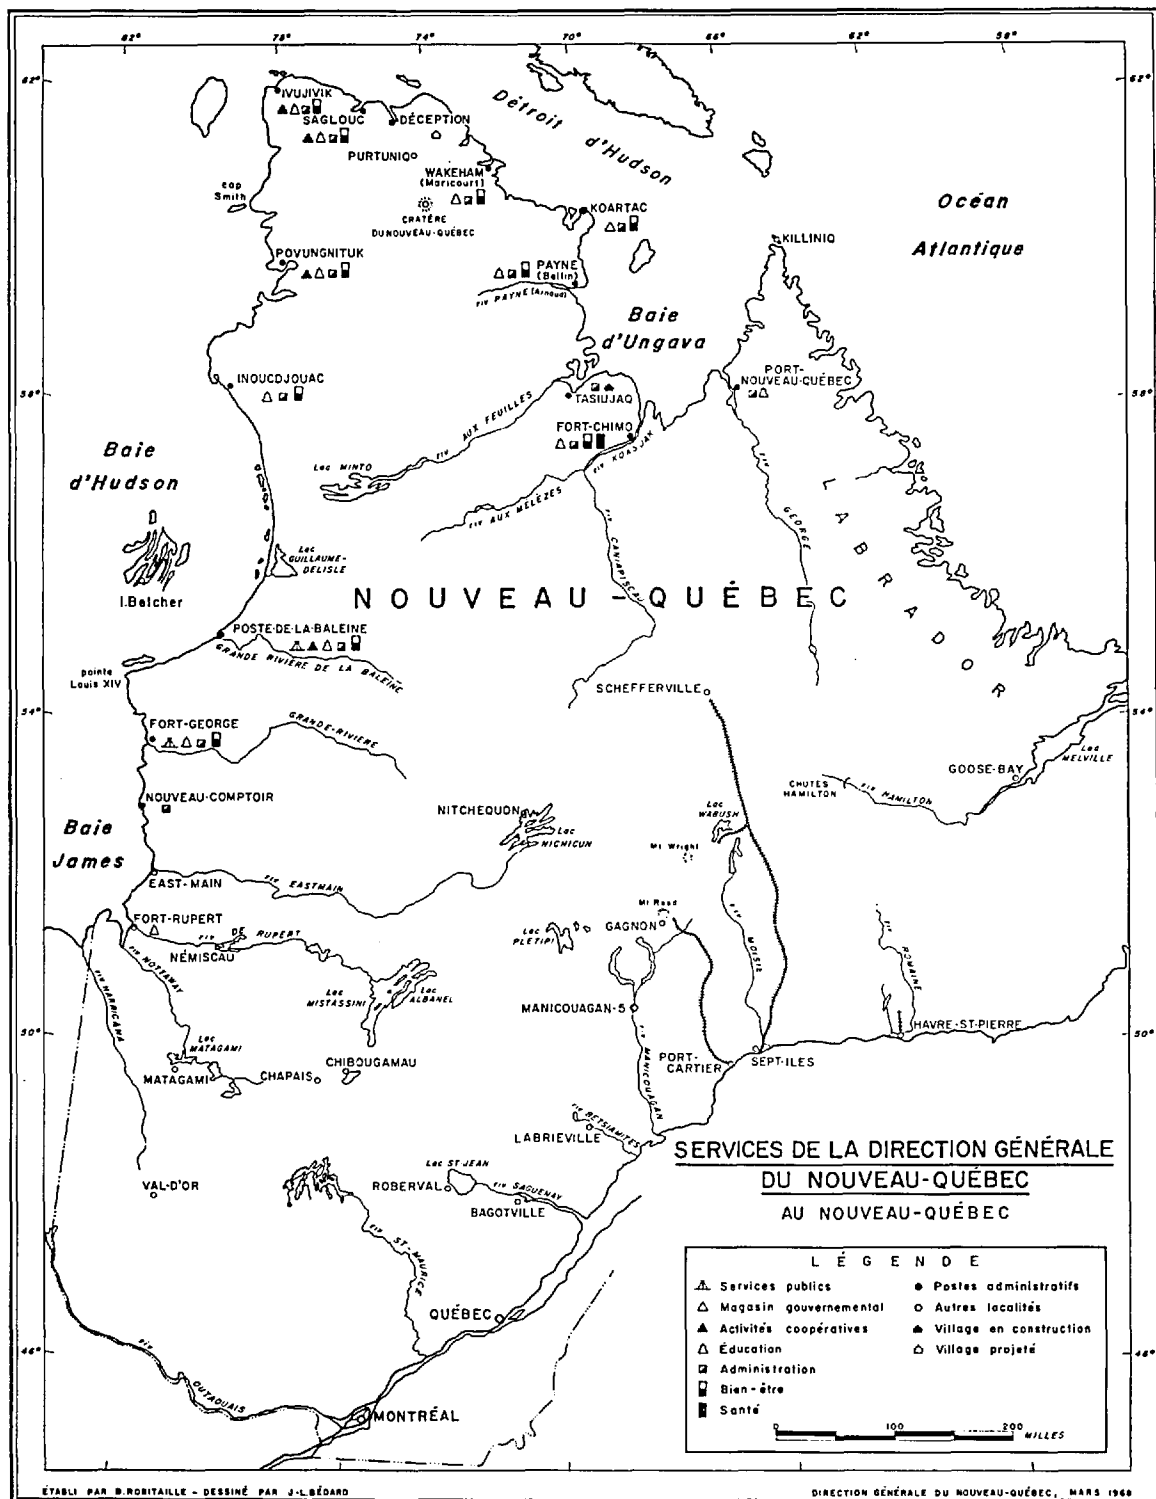 82°
78°
74°
70°
66°
62°
58°
62°
62°
IVUJIVIK
SAGLOUC
DÉCEPTION
PURTUNIQ
WAKEHAM
(Maricourt)
Détroit d'Hudson
cap
Smith
CRATÈRE
DU NOUVEAU-QUÉBEC
KOARTAC
Océan
Atlantique
KILLINIQ
POVUNGNITUK
PAYNE
(Bellin)
riv PAYNE (Arnaud)
Baie
d'Ungava
INOUCDJOUAC
58°
58°
PORT-
NOUVEAU-QUÉBEC
TASIUJAQ
riv AUX FEUILLES
FORT-CHIMO
riv KOKSOAK
Baie
d'Hudson
Lac MINTO
riv AUX MÉLÈZES
riv GEORGE
LABRADOR
riv CANIAPISCAU
Lac
GUILLAUME-
DELISLE
I. Belcher
NOUVEAU-QUÉBEC
POSTE-DE-LA-BALEINE
GRANDE RIVIÈRE DE LA BALEINE
pointe
Louis XIV
SCHEFFERVILLE
54°
54°
FORT-GEORGE
GRANDE-RIVIÈRE
Lac
MELVILLE
GOOSE-BAY
CHUTES
HAMILTON
riv HAMILTON
NOUVEAU-COMPTOIR
NITCHEQUON
Lac
NICHICUN
Lac
WABUSH
Baie
James
Mt Wright
EAST-MAIN
riv EASTMAIN
Mt Reed
GAGNON
FORT-RUPERT
riv DE RUPERT
NÉMISCAU
Lac
PLETIPI
riv MOISIE
riv ROMAINE
riv NOTTAWAY
riv HARRICANA
Lac
MISTASSINI
Lac
ALBANEL
MANICOUAGAN-5
50°
50°
HAVRE-ST-PIERRE
Lac
MATAGAMI
MATAGAMI
CHAPAIS
CHIBOUGAMAU
PORT-
CARTIER
SEPT-ILES
riv MANICOUAGAN
riv BETSIAMITES
LABRIEVILLE
SERVICES DE LA DIRECTION GÉNÉRALE
DU NOUVEAU-QUÉBEC
AU NOUVEAU-QUÉBEC
VAL-D'OR
Lac ST-JEAN
ROBERVAL
riv SAGUENAY
BAGOTVILLE
riv ST-MAURICE
QUÉBEC
46°
46°
riv OUTAOUAIS
MONTRÉAL
LÉGENDE
Services publics
Magasin gouvernemental
Activités coopératives
Éducation
Administration
Bien-être
Santé
Postes administratifs
Autres localités
Village en construction
Village projeté
0 100 200 MILLES
ÉTABLI PAR B. ROBITAILLE - DESSINÉ PAR J-L. BÉDARD
DIRECTION GÉNÉRALE DU NOUVEAU-QUÉBEC, MARS 1968